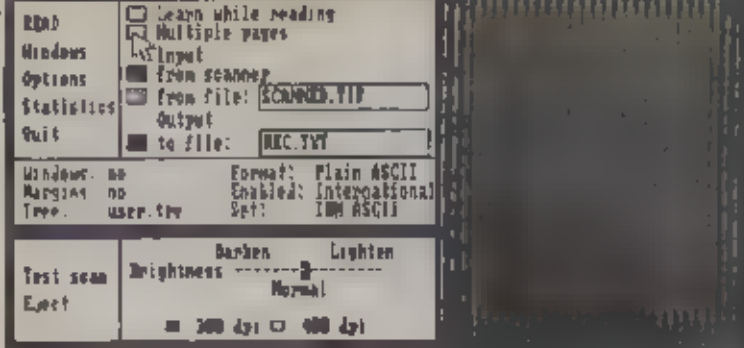 READ
Windows
Options
Statistics
Quit
Learn while reading
Multiple pages
Input
from scanner
from file: SCANNED.TIF
Output
to file: REC.TXT
Windows: no
Margins no
Tree: user.tre
Format: Plain ASCII
Enabled: International
Set: IBM ASCII
Test scan
Eject
Darken Lighten
Brightness
Normal
300 dpi 400 dpi